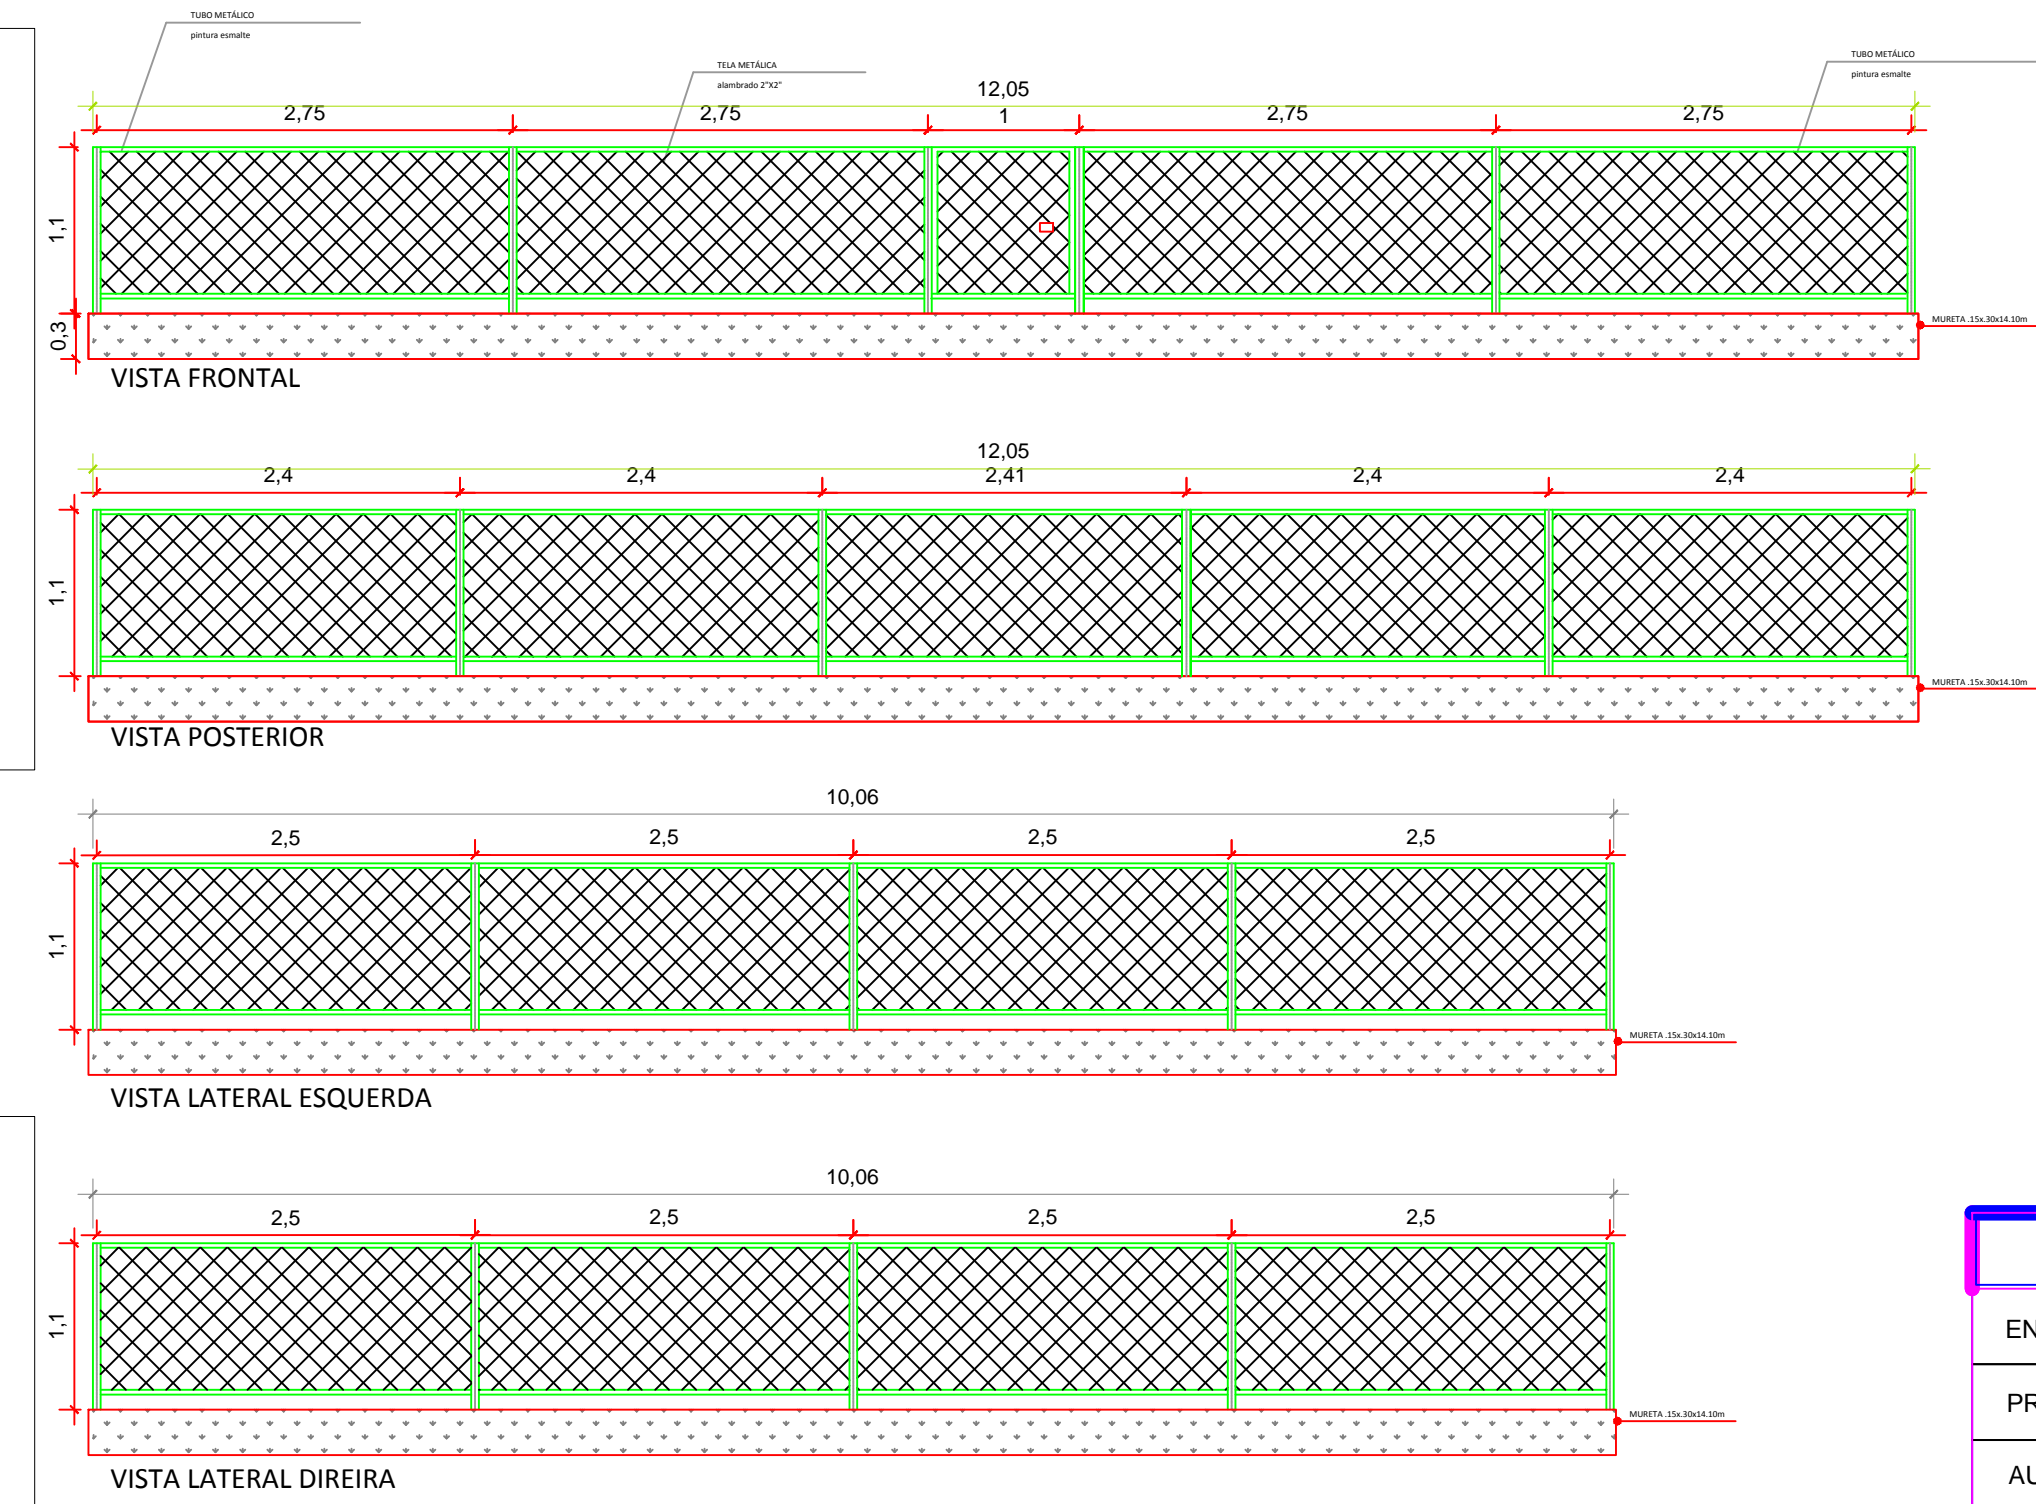 TUBO METÁLICO
pintura esmalte
TELA METÁLICA
alambrado 2"X2"
TUBO METÁLICO
pintura esmalte
12,05
2,75
2,75
1
2,75
2,75
1,1
0,3
MURETA .15x.30x14.10m
VISTA FRONTAL
12,05
2,4
2,4
2,41
2,4
2,4
1,1
MURETA .15x.30x14.10m
VISTA POSTERIOR
10,06
2,5
2,5
2,5
2,5
1,1
MURETA .15x.30x14.10m
VISTA LATERAL ESQUERDA
10,06
2,5
2,5
2,5
2,5
1,1
MURETA .15x.30x14.10m
VISTA LATERAL DIREIRA
EN
PR
AU